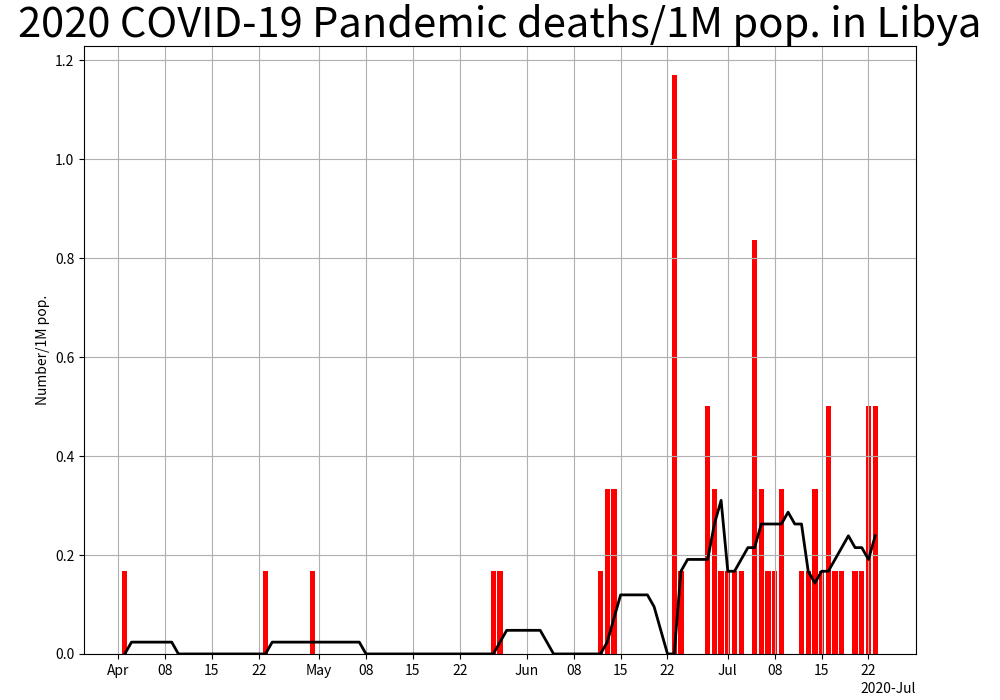 2020 COVID-19 Pandemic deaths/1M pop. in Libya
1.2
1.0
0.8
0.6
0.4
0.2
0.0
Number/1M pop.
Apr 08 15 22 May 08 15 22 Jun 08 15 22 Jul 08 15 22
2020-Jul